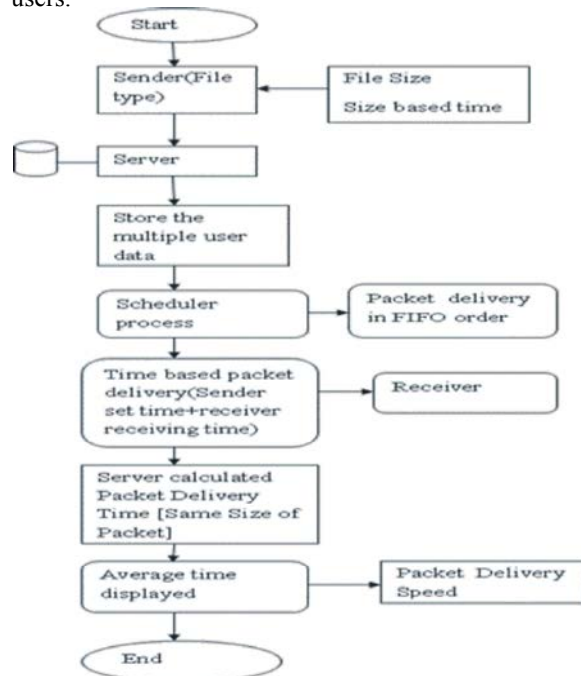 users.
Start
Sender(File
type)
File Size
Size based time
Server
Store the
multiple user
data
Scheduler
process
Packet delivery
in FIFO order
Time based packet
delivery(Sender
set time+receiver
receiving time)
Receiver
Server calculated
Packet Delivery
Time [Same Size of
Packet]
Average time
displayed
Packet Delivery
Speed
End